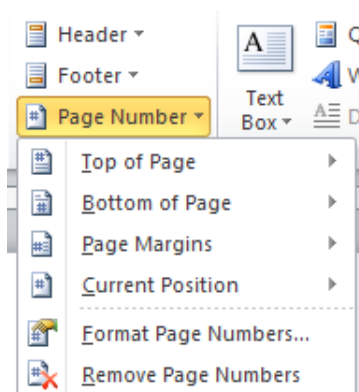 Header
Footer
Page Number
A
Text
Box
Top of Page
Bottom of Page
Page Margins
Current Position
Format Page Numbers...
Remove Page Numbers